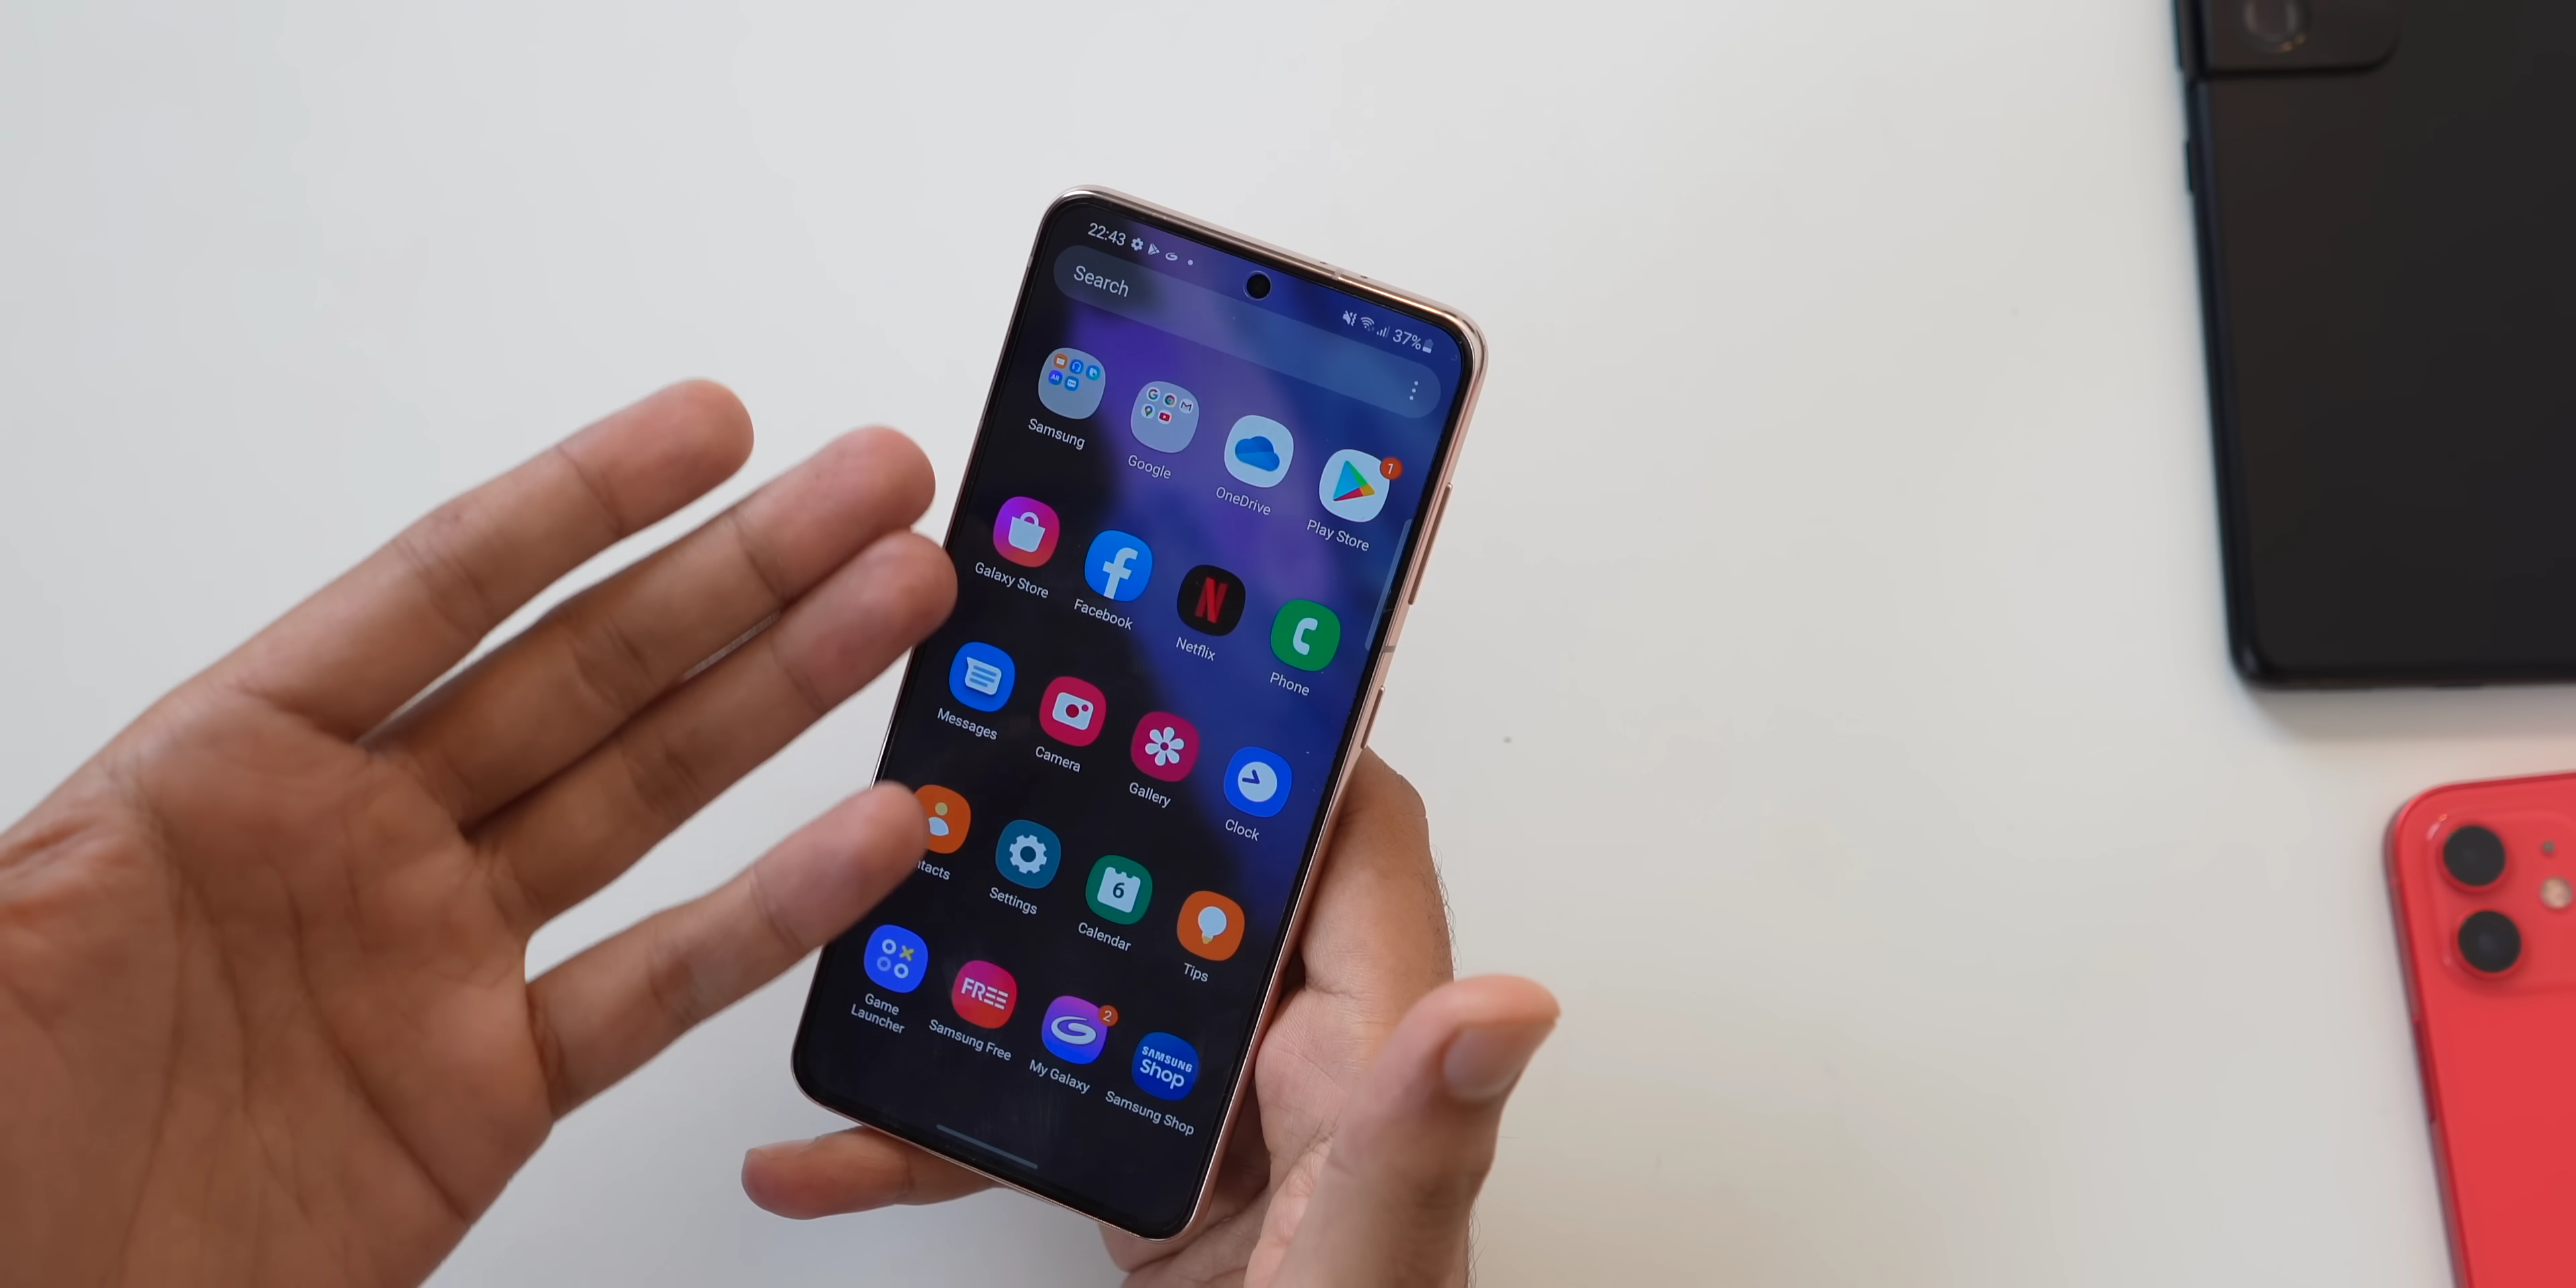 22:43
37%
Search
Samsung
Google
OneDrive
1
Play Store
Galaxy Store
Facebook
N
Netflix
Phone
Messages
Camera
Gallery
Clock
ntacts
Settings
6
Calendar
Tips
Game
Launcher
FREE
Samsung Free
2
My Galaxy
SAMSUNG
Shop
Samsung Shop